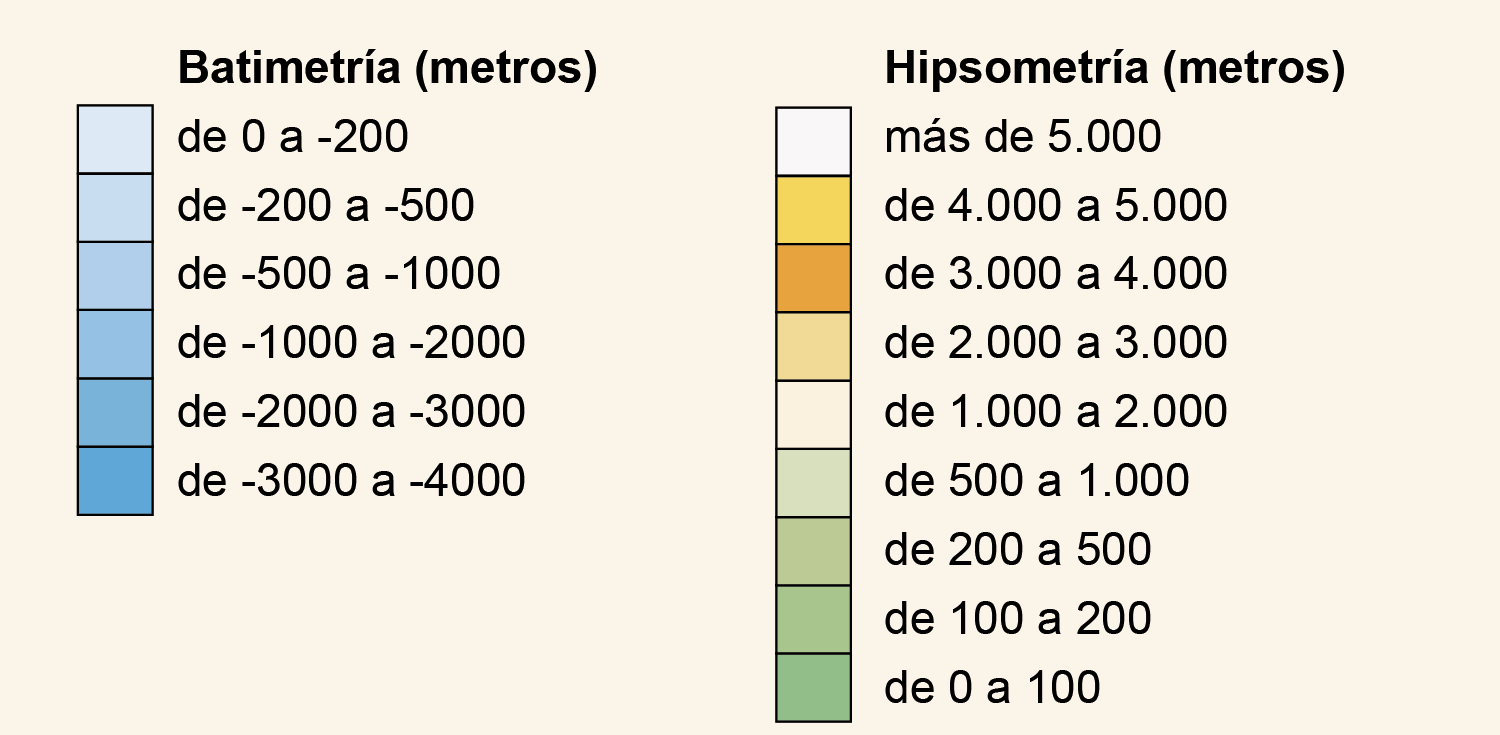 Batimetría (metros)
de 0 a -200
de -200 a -500
de -500 a -1000
de -1000 a -2000
de -2000 a -3000
de -3000 a -4000
Hipsometría (metros)
más de 5.000
de 4.000 a 5.000
de 3.000 a 4.000
de 2.000 a 3.000
de 1.000 a 2.000
de 500 a 1.000
de 200 a 500
de 100 a 200
de 0 a 100